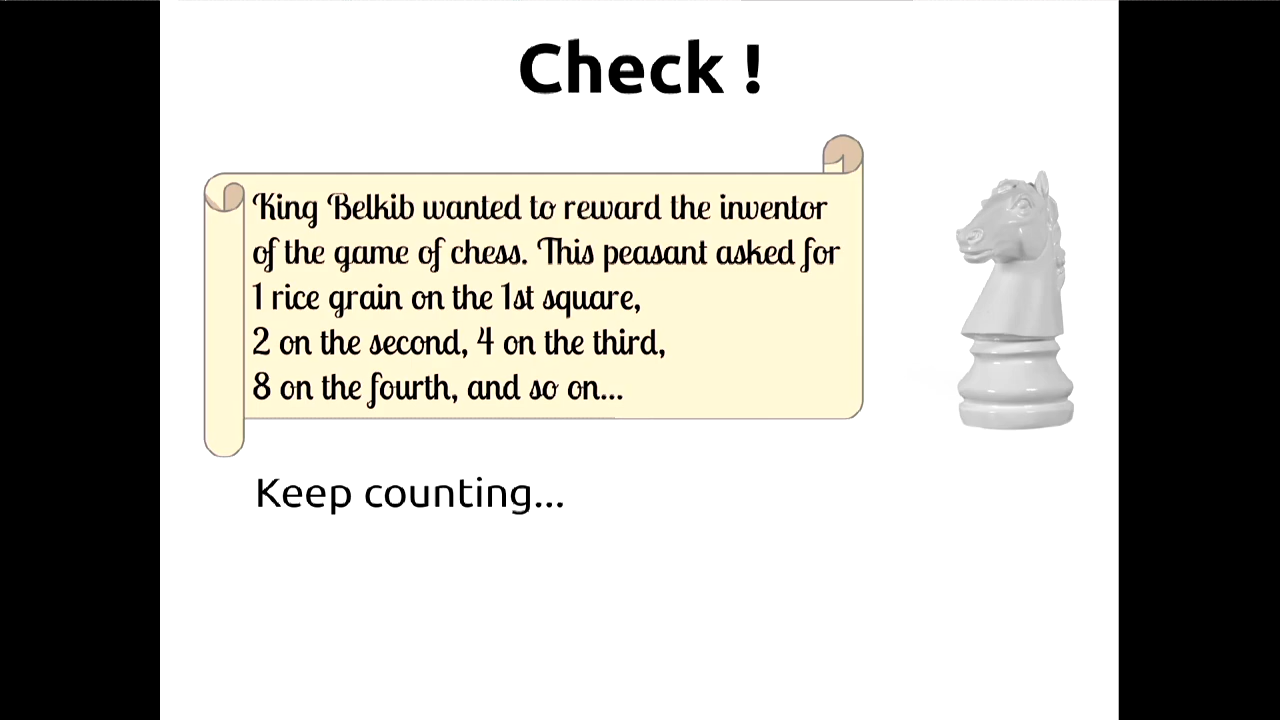 Check !
King Belkib wanted to reward the inventor
of the game of chess. This peasant asked for
1 rice grain on the 1st square,
2 on the second, 4 on the third,
8 on the fourth, and so on...
Keep counting...